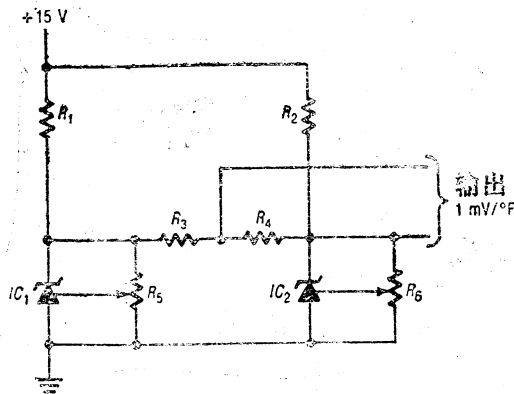 +15 V
R₁
R₂
输出
1 mV/°F
R₃
R₄
IC₁
R₅
IC₂
R₆